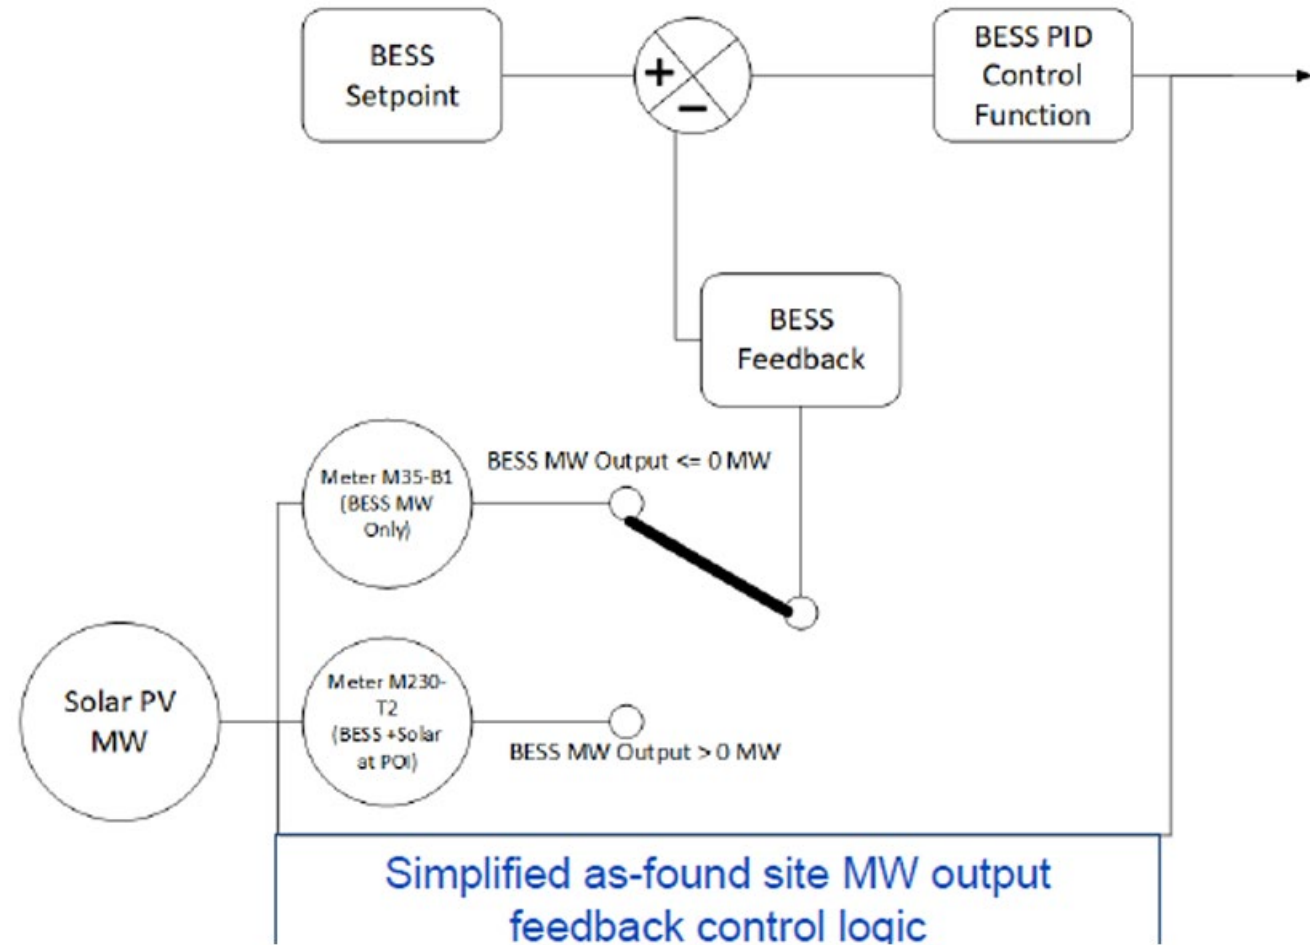 BESS
Setpoint
+
−
BESS PID
Control
Function
BESS
Feedback
Meter M35-B1
(BESS MW
Only)
BESS MW Output <= 0 MW
Solar PV
MW
Meter M230-
T2
(BESS +Solar
at POI)
BESS MW Output > 0 MW
Simplified as-found site MW output
feedback control logic